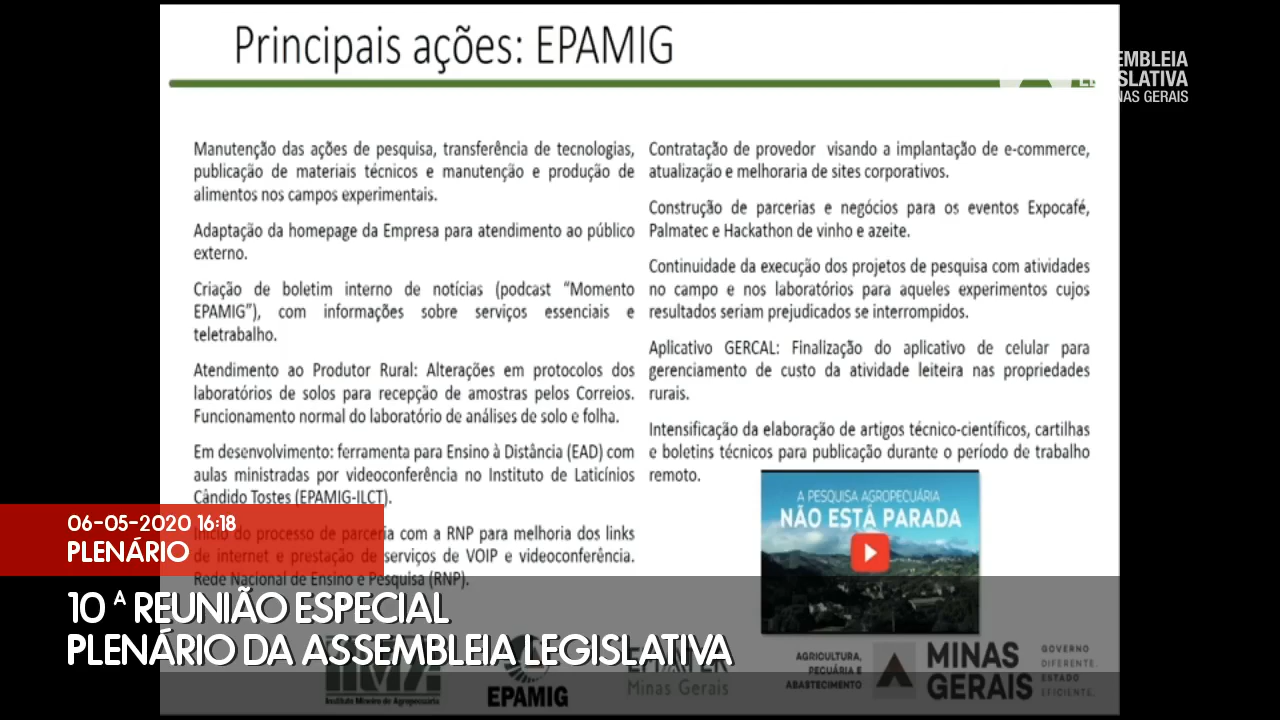 Principais ações: EPAMIG
EMBLEIA
LEGISLATIVA
NAS GERAIS
Manutenção das ações de pesquisa, transferência de tecnologias,
publicação de materiais técnicos e manutenção e produção de
alimentos nos campos experimentais.
Adaptação da homepage da Empresa para atendimento ao público
externo.
Criação de boletim interno de notícias (podcast “Momento
EPAMIG”), com informações sobre serviços essenciais e
teletrabalho.
Atendimento ao Produtor Rural: Alterações em protocolos dos
laboratórios de solos para recepção de amostras pelos Correios.
Funcionamento normal do laboratório de análises de solo e folha.
Em desenvolvimento: ferramenta para Ensino à Distância (EAD) com
aulas ministradas por videoconferência no Instituto de Laticínios
Cândido Tostes (EPAMIG-ILCT).
Início do processo de parceria com a RNP para melhoria dos links
de internet e prestação de serviços de VOIP e videoconferência.
Rede Nacional de Ensino e Pesquisa (RNP).
Contratação de provedor visando a implantação de e-commerce,
atualização e melhoraria de sites corporativos.
Construção de parcerias e negócios para os eventos Expocafé,
Palmatec e Hackathon de vinho e azeite.
Continuidade da execução dos projetos de pesquisa com atividades
no campo e nos laboratórios para aqueles experimentos cujos
resultados seriam prejudicados se interrompidos.
Aplicativo GERCAL: Finalização do aplicativo de celular para
gerenciamento de custo da atividade leiteira nas propriedades
rurais.
Intensificação da elaboração de artigos técnico-científicos, cartilhas
e boletins técnicos para publicação durante o período de trabalho
remoto.
A PESQUISA AGROPECUÁRIA
NÃO ESTÁ PARADA
06-05-2020 16:18
PLENÁRIO
10ª REUNIÃO ESPECIAL
PLENÁRIO DA ASSEMBLEIA LEGISLATIVA
Instituto Mineiro de Agropecuária
EPAMIG
EMATER
Minas Gerais
AGRICULTURA,
PECUÁRIA E
ABASTECIMENTO
MINAS
GERAIS
GOVERNO
DIFERENTE.
ESTADO
EFICIENTE.